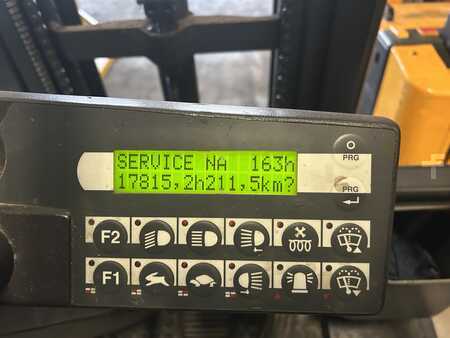 SERVICE NA 163h
17815,2h211,5km?
PRG
PRG
F2
F1